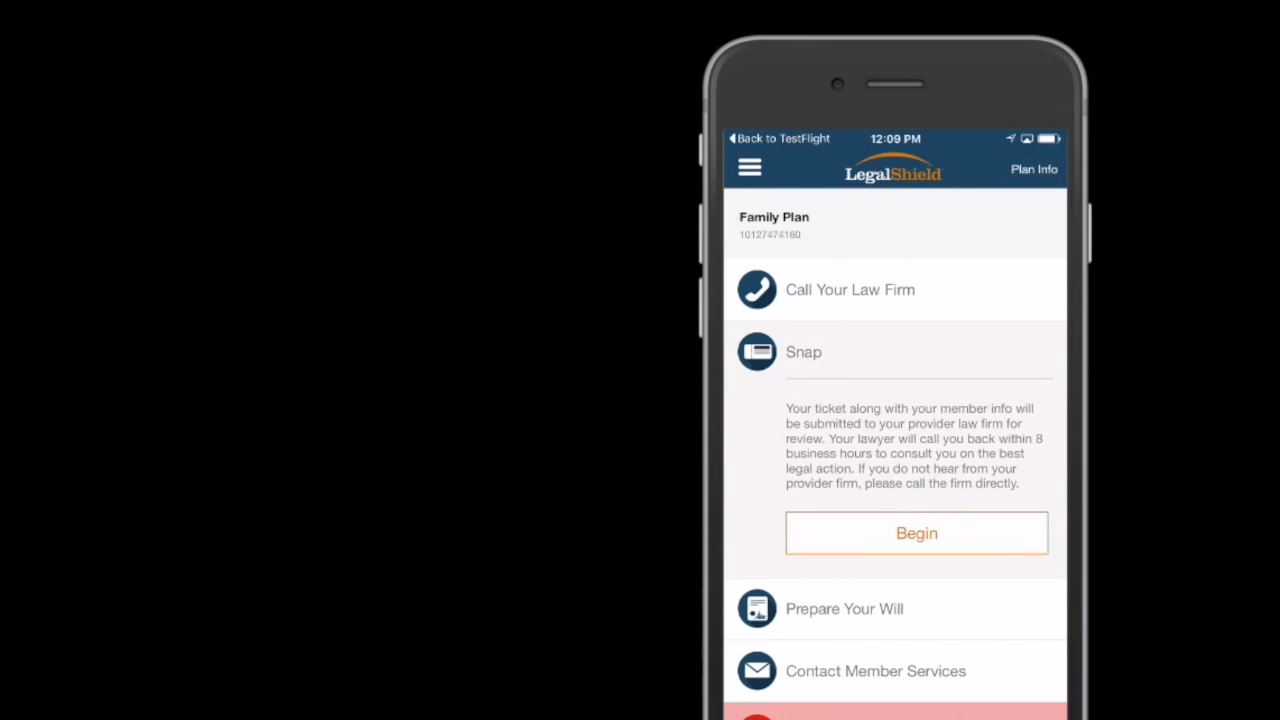 Back to TestFlight 12:09 PM
LegalShield Plan Info
Family Plan
10127474160
Call Your Law Firm
Snap
Your ticket along with your member info will
be submitted to your provider law firm for
review. Your lawyer will call you back within 8
business hours to consult you on the best
legal action. If you do not hear from your
provider firm, please call the firm directly.
Begin
Prepare Your Will
Contact Member Services